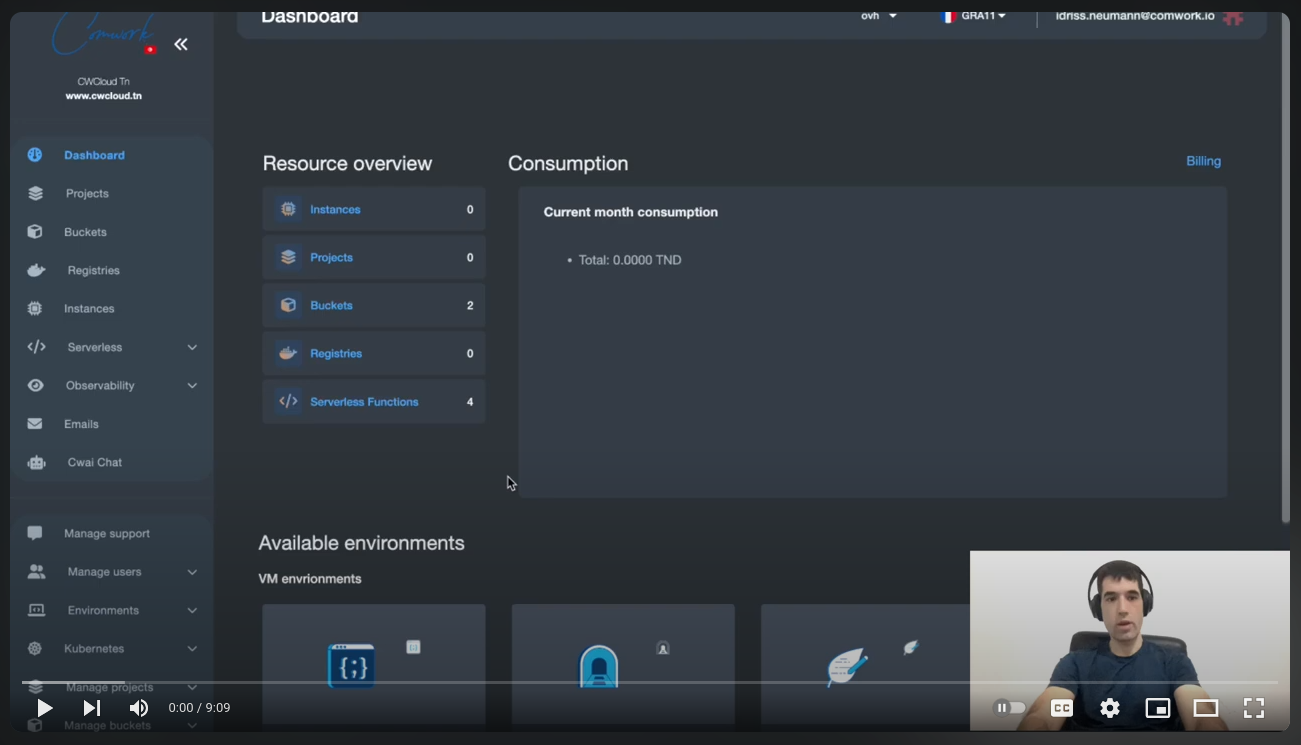 Dashboard
ovh
GRA11
idriss.neumann@comwork.io
Comwork
CWCloud Tn
www.cwcloud.tn
Dashboard
Projects
Buckets
Registries
Instances
Serverless
Observability
Emails
Cwai Chat
Manage support
Manage users
Environments
Kubernetes
Manage projects
Manage buckets
Resource overview
Instances 0
Projects 0
Buckets 2
Registries 0
Serverless Functions 4
Consumption
Billing
Current month consumption
• Total: 0.0000 TND
Available environments
VM envrionments
0:00 / 9:09
CC